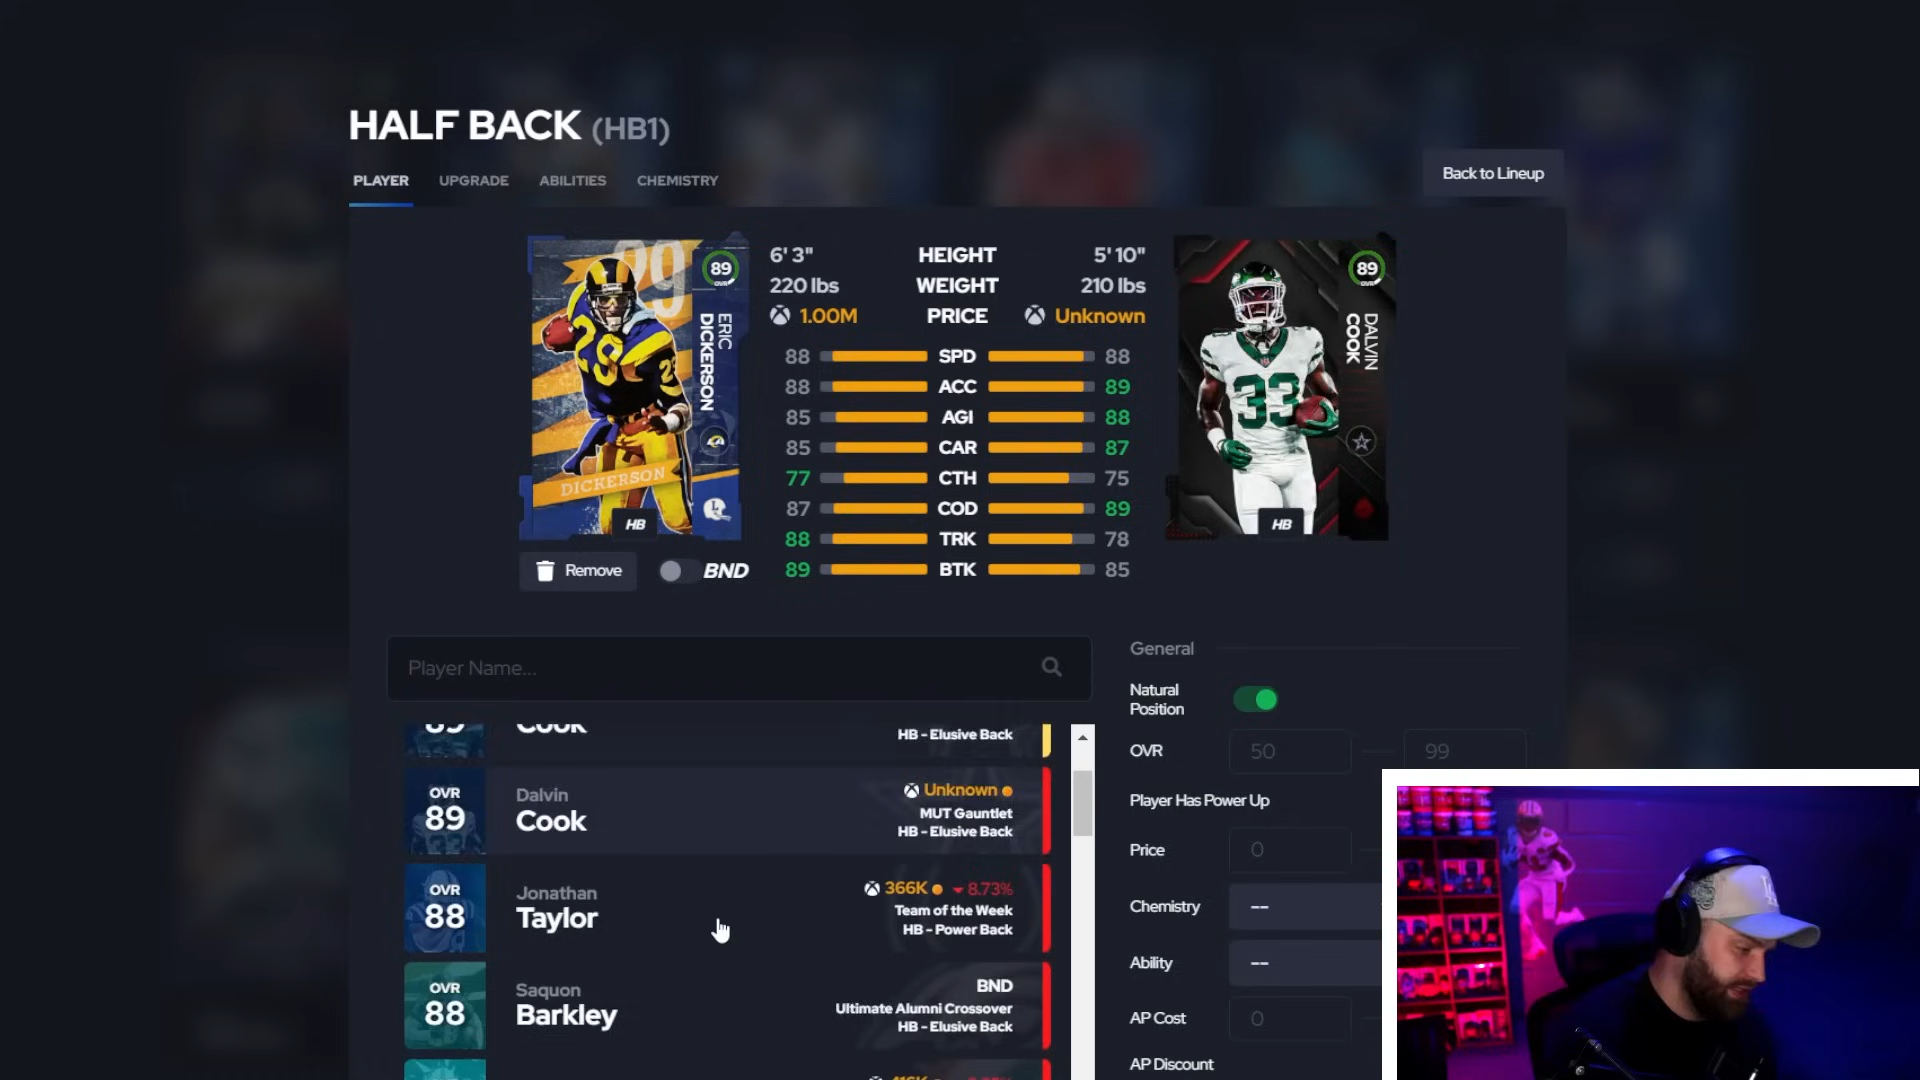 HALF BACK (HB1)
PLAYER UPGRADE ABILITIES CHEMISTRY
Back to Lineup
89
OVR
ERIC
DICKERSON
29
DICKERSON
HB
6' 3" HEIGHT 5' 10"
220 lbs WEIGHT 210 lbs
1.00M PRICE Unknown
88 SPD 88
88 ACC 89
85 AGI 88
85 CAR 87
77 CTH 75
87 COD 89
88 TRK 78
89 BTK 85
89
OVR
DALVIN
COOK
33
HB
Remove BND
Player Name...
89 Cook HB - Elusive Back
OVR
89
Dalvin
Cook
Unknown
MUT Gauntlet
HB - Elusive Back
OVR
88
Jonathan
Taylor
366K 8.73%
Team of the Week
HB - Power Back
OVR
88
Saquon
Barkley
BND
Ultimate Alumni Crossover
HB - Elusive Back
General
Natural
Position
OVR 50 99
Player Has Power Up
Price 0
Chemistry --
Ability --
AP Cost 0
AP Discount